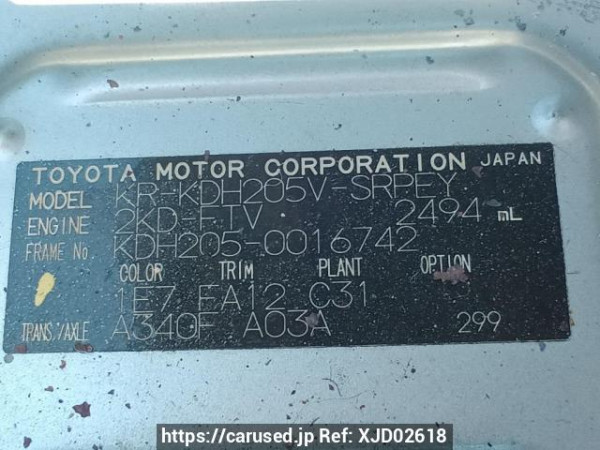 TOYOTA MOTOR CORPORATION JAPAN
MODEL KR-KDH205V-SRPEY
ENGINE 2KD-FTV 2494 mL
FRAME No KDH205-0016742
COLOR TRIM PLANT OPTION
1E7 FA12 C31
TRANS./AXLE A340F A03A 299
https://carused.jp Ref: XJD02618